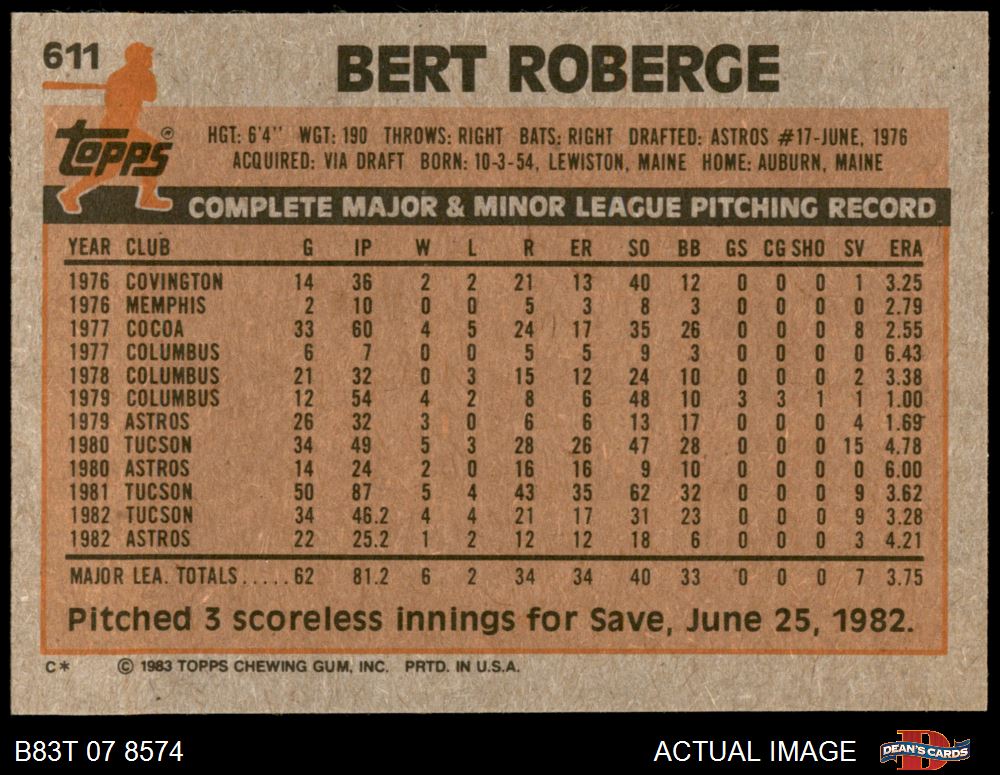 611
BERT ROBERGE
topps®
HGT: 6'4" WGT: 190 THROWS: RIGHT BATS: RIGHT DRAFTED: ASTROS #17-JUNE, 1976
ACQUIRED: VIA DRAFT BORN: 10-3-54, LEWISTON, MAINE HOME: AUBURN, MAINE
COMPLETE MAJOR & MINOR LEAGUE PITCHING RECORD
YEAR CLUB G IP W L R ER SO BB GS CG SHO SV ERA
1976 COVINGTON 14 36 2 2 21 13 40 12 0 0 0 1 3.25
1976 MEMPHIS 2 10 0 0 5 3 8 3 0 0 0 0 2.79
1977 COCOA 33 60 4 5 24 17 35 26 0 0 0 8 2.55
1977 COLUMBUS 6 7 0 0 5 5 9 3 0 0 0 0 6.43
1978 COLUMBUS 21 32 0 3 15 12 24 10 0 0 0 2 3.38
1979 COLUMBUS 12 54 4 2 8 6 48 10 3 3 1 1 1.00
1979 ASTROS 26 32 3 0 6 6 13 17 0 0 0 4 1.69
1980 TUCSON 34 49 5 3 28 26 47 28 0 0 0 15 4.78
1980 ASTROS 14 24 2 0 16 16 9 10 0 0 0 0 6.00
1981 TUCSON 50 87 5 4 43 35 62 32 0 0 0 9 3.62
1982 TUCSON 34 46.2 4 4 21 17 31 23 0 0 0 9 3.28
1982 ASTROS 22 25.2 1 2 12 12 18 6 0 0 0 3 4.21
MAJOR LEA. TOTALS.....62 81.2 6 2 34 34 40 33 0 0 0 7 3.75
Pitched 3 scoreless innings for Save, June 25, 1982.
C* © 1983 TOPPS CHEWING GUM, INC. PRTD. IN U.S.A.
B83T 07 8574
ACTUAL IMAGE
D
DEAN'S CARDS